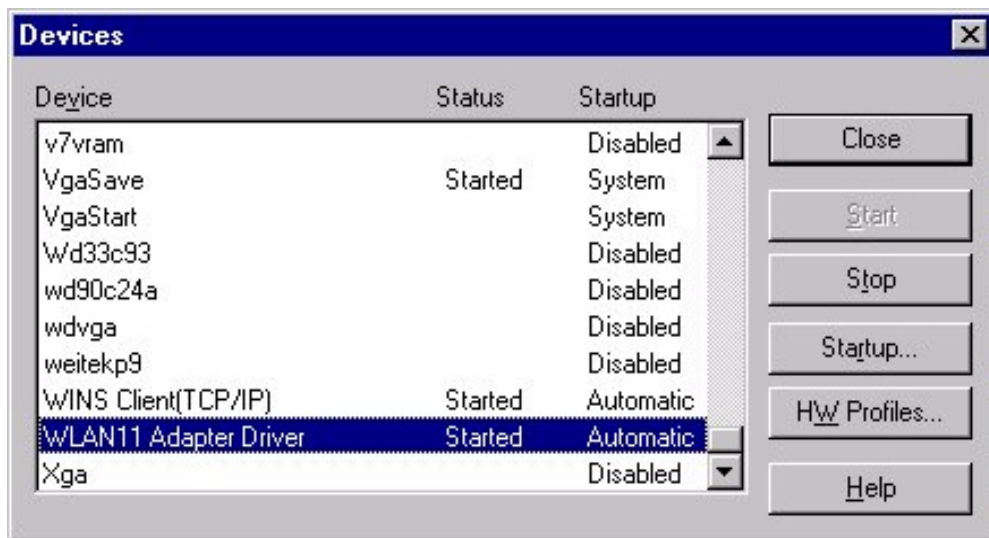 Devices
Device Status Startup
v7vram Disabled
VgaSave Started System
VgaStart System
Wd33c93 Disabled
wd90c24a Disabled
wdvga Disabled
weitekp9 Disabled
WINS Client(TCP/IP) Started Automatic
WLAN11 Adapter Driver Started Automatic
Xga Disabled
Close
Start
Stop
Startup...
HW Profiles...
Help